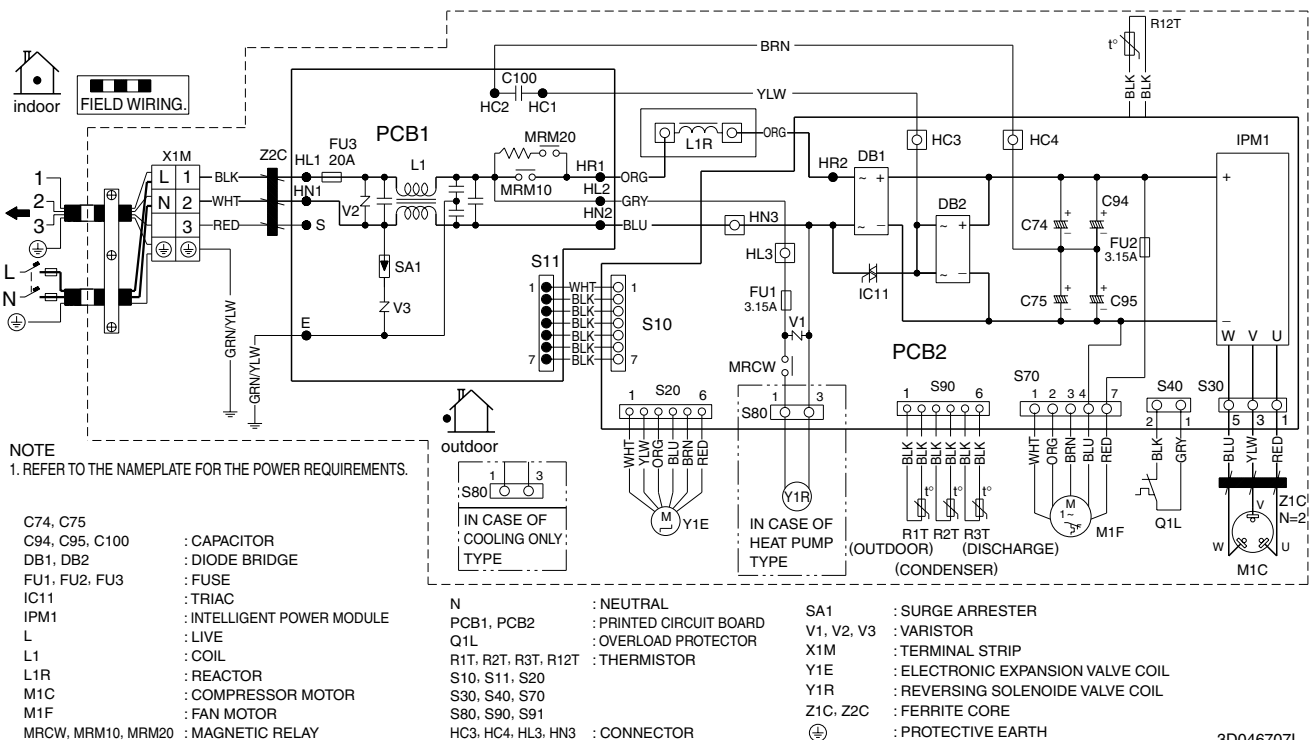 indoor
FIELD WIRING.
1
2
3
L
N
X1M
L 1
N 2
3
BLK
WHT
RED
Z2C
GRN/YLW
GRN/YLW
PCB1
HL1
FU3
20A
HN1
S
V2
L1
SA1
V3
E
MRM20
MRM10
HR1
HL2
HN2
C100
HC2 HC1
BRN
YLW
L1R
ORG
ORG
GRY
BLU
HN3
HL3
S11
1
7
WHT
BLK
BLK
BLK
BLK
BLK
BLK
1
7
S10
FU1
3.15A
V1
MRCW
HR2
DB1
~ +
~ −
DB2
~ +
~ −
IC11
HC3
HC4
R12T
t°
BLK
BLK
C74
C94
FU2
3.15A
C75
C95
IPM1
+
−
W V U
PCB2
outdoor
S80
1 3
IN CASE OF
COOLING ONLY
TYPE
S20
1 6
WHT
YLW
ORG
BLU
BRN
RED
M
Y1E
S80
1 3
Y1R
IN CASE OF
HEAT PUMP
TYPE
S90
1 6
BLK
BLK
BLK
BLK
BLK
BLK
t° t° t°
R1T R2T R3T
(OUTDOOR) (DISCHARGE)
(CONDENSER)
S70
1 2 3 4 7
WHT
ORG
BRN
BLU
RED
M
1~
M1F
S40
2 1
BLK
GRY
Q1L
S30
5 3 1
BLU
YLW
RED
Z1C
N=2
V
W U
M1C
NOTE
1. REFER TO THE NAMEPLATE FOR THE POWER REQUIREMENTS.
C74, C75
C94, C95, C100 : CAPACITOR
DB1, DB2 : DIODE BRIDGE
FU1, FU2, FU3 : FUSE
IC11 : TRIAC
IPM1 : INTELLIGENT POWER MODULE
L : LIVE
L1 : COIL
L1R : REACTOR
M1C : COMPRESSOR MOTOR
M1F : FAN MOTOR
MRCW, MRM10, MRM20 : MAGNETIC RELAY
N : NEUTRAL
PCB1, PCB2 : PRINTED CIRCUIT BOARD
Q1L : OVERLOAD PROTECTOR
R1T, R2T, R3T, R12T : THERMISTOR
S10, S11, S20
S30, S40, S70
S80, S90, S91
HC3, HC4, HL3, HN3 : CONNECTOR
SA1 : SURGE ARRESTER
V1, V2, V3 : VARISTOR
X1M : TERMINAL STRIP
Y1E : ELECTRONIC EXPANSION VALVE COIL
Y1R : REVERSING SOLENOIDE VALVE COIL
Z1C, Z2C : FERRITE CORE
: PROTECTIVE EARTH